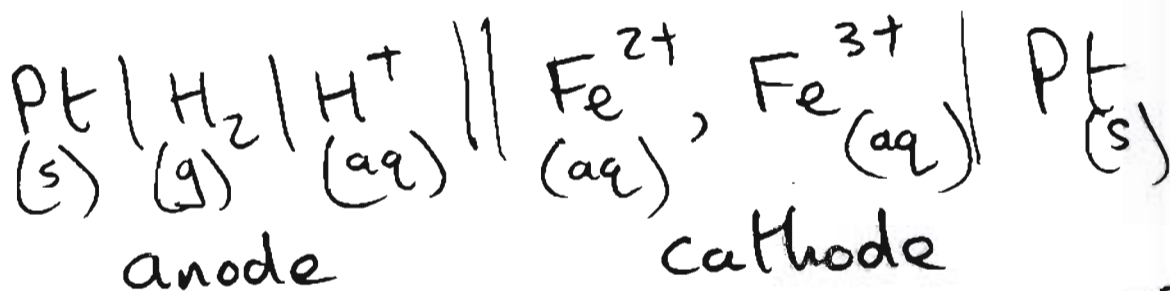 Pt(s) | H₂(g) | H⁺(aq) || Fe²⁺(aq), Fe³⁺(aq) | Pt(s)
anode cathode